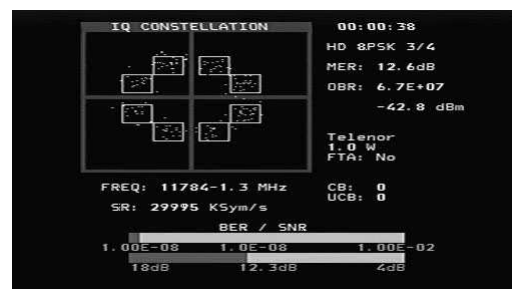 IQ CONSTELLATION
00:00:38
HD 8PSK 3/4
MER: 12.6dB
DBR: 6.7E+07
-42.8 dBm
Telenor
1.0 W
FTA: No
FREQ: 11784-1.3 MHz
CB: 0
UCB: 0
SR: 29995 KSym/s
BER / SNR
1.00E-08 1.0E-08 1.00E-02
18dB 12.3dB 4dB